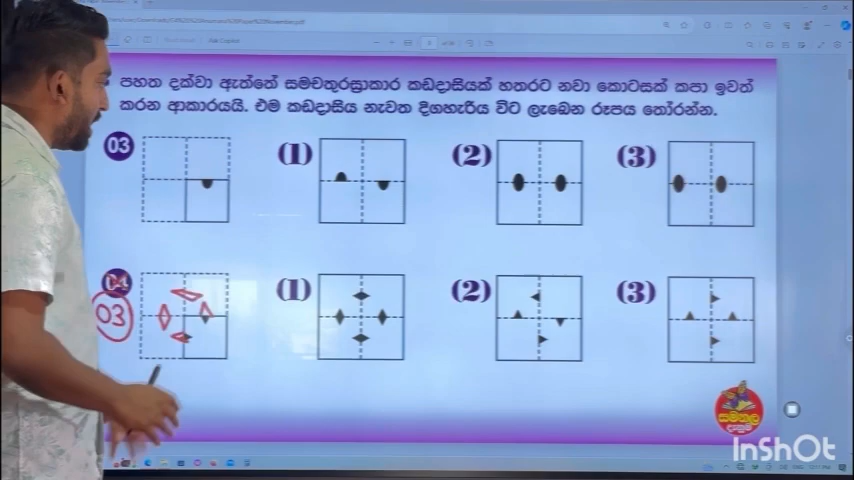 පහත දක්වා ඇත්තේ සමචතුරස්‍රාකාර කඩදාසියක් හතරට නවා කොටසක් කපා ඉවත්
කරන ආකාරයයි. එම කඩදාසිය නැවත දිගහැරිය විට ලැබෙන රූපය තෝරන්න.
03 (1) (2) (3)
04 (1) (2) (3)
03
සමනල
දැනුම
InShOt